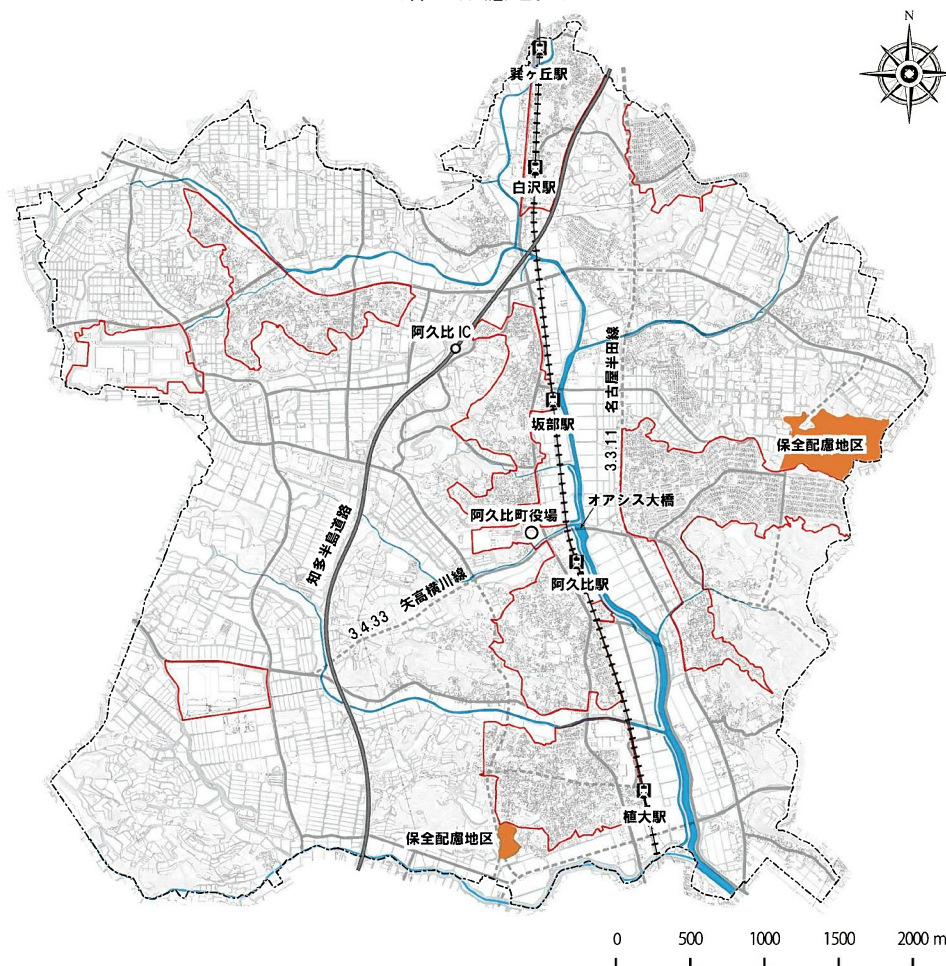 N
巽ヶ丘駅
白沢駅
阿久比 IC
坂部駅
3.3.11 名古屋半田線
保全配慮地区
オアシス大橋
阿久比町役場
阿久比駅
知多半島道路
3.4.33 矢高横川線
植大駅
保全配慮地区
0 500 1000 1500 2000 m